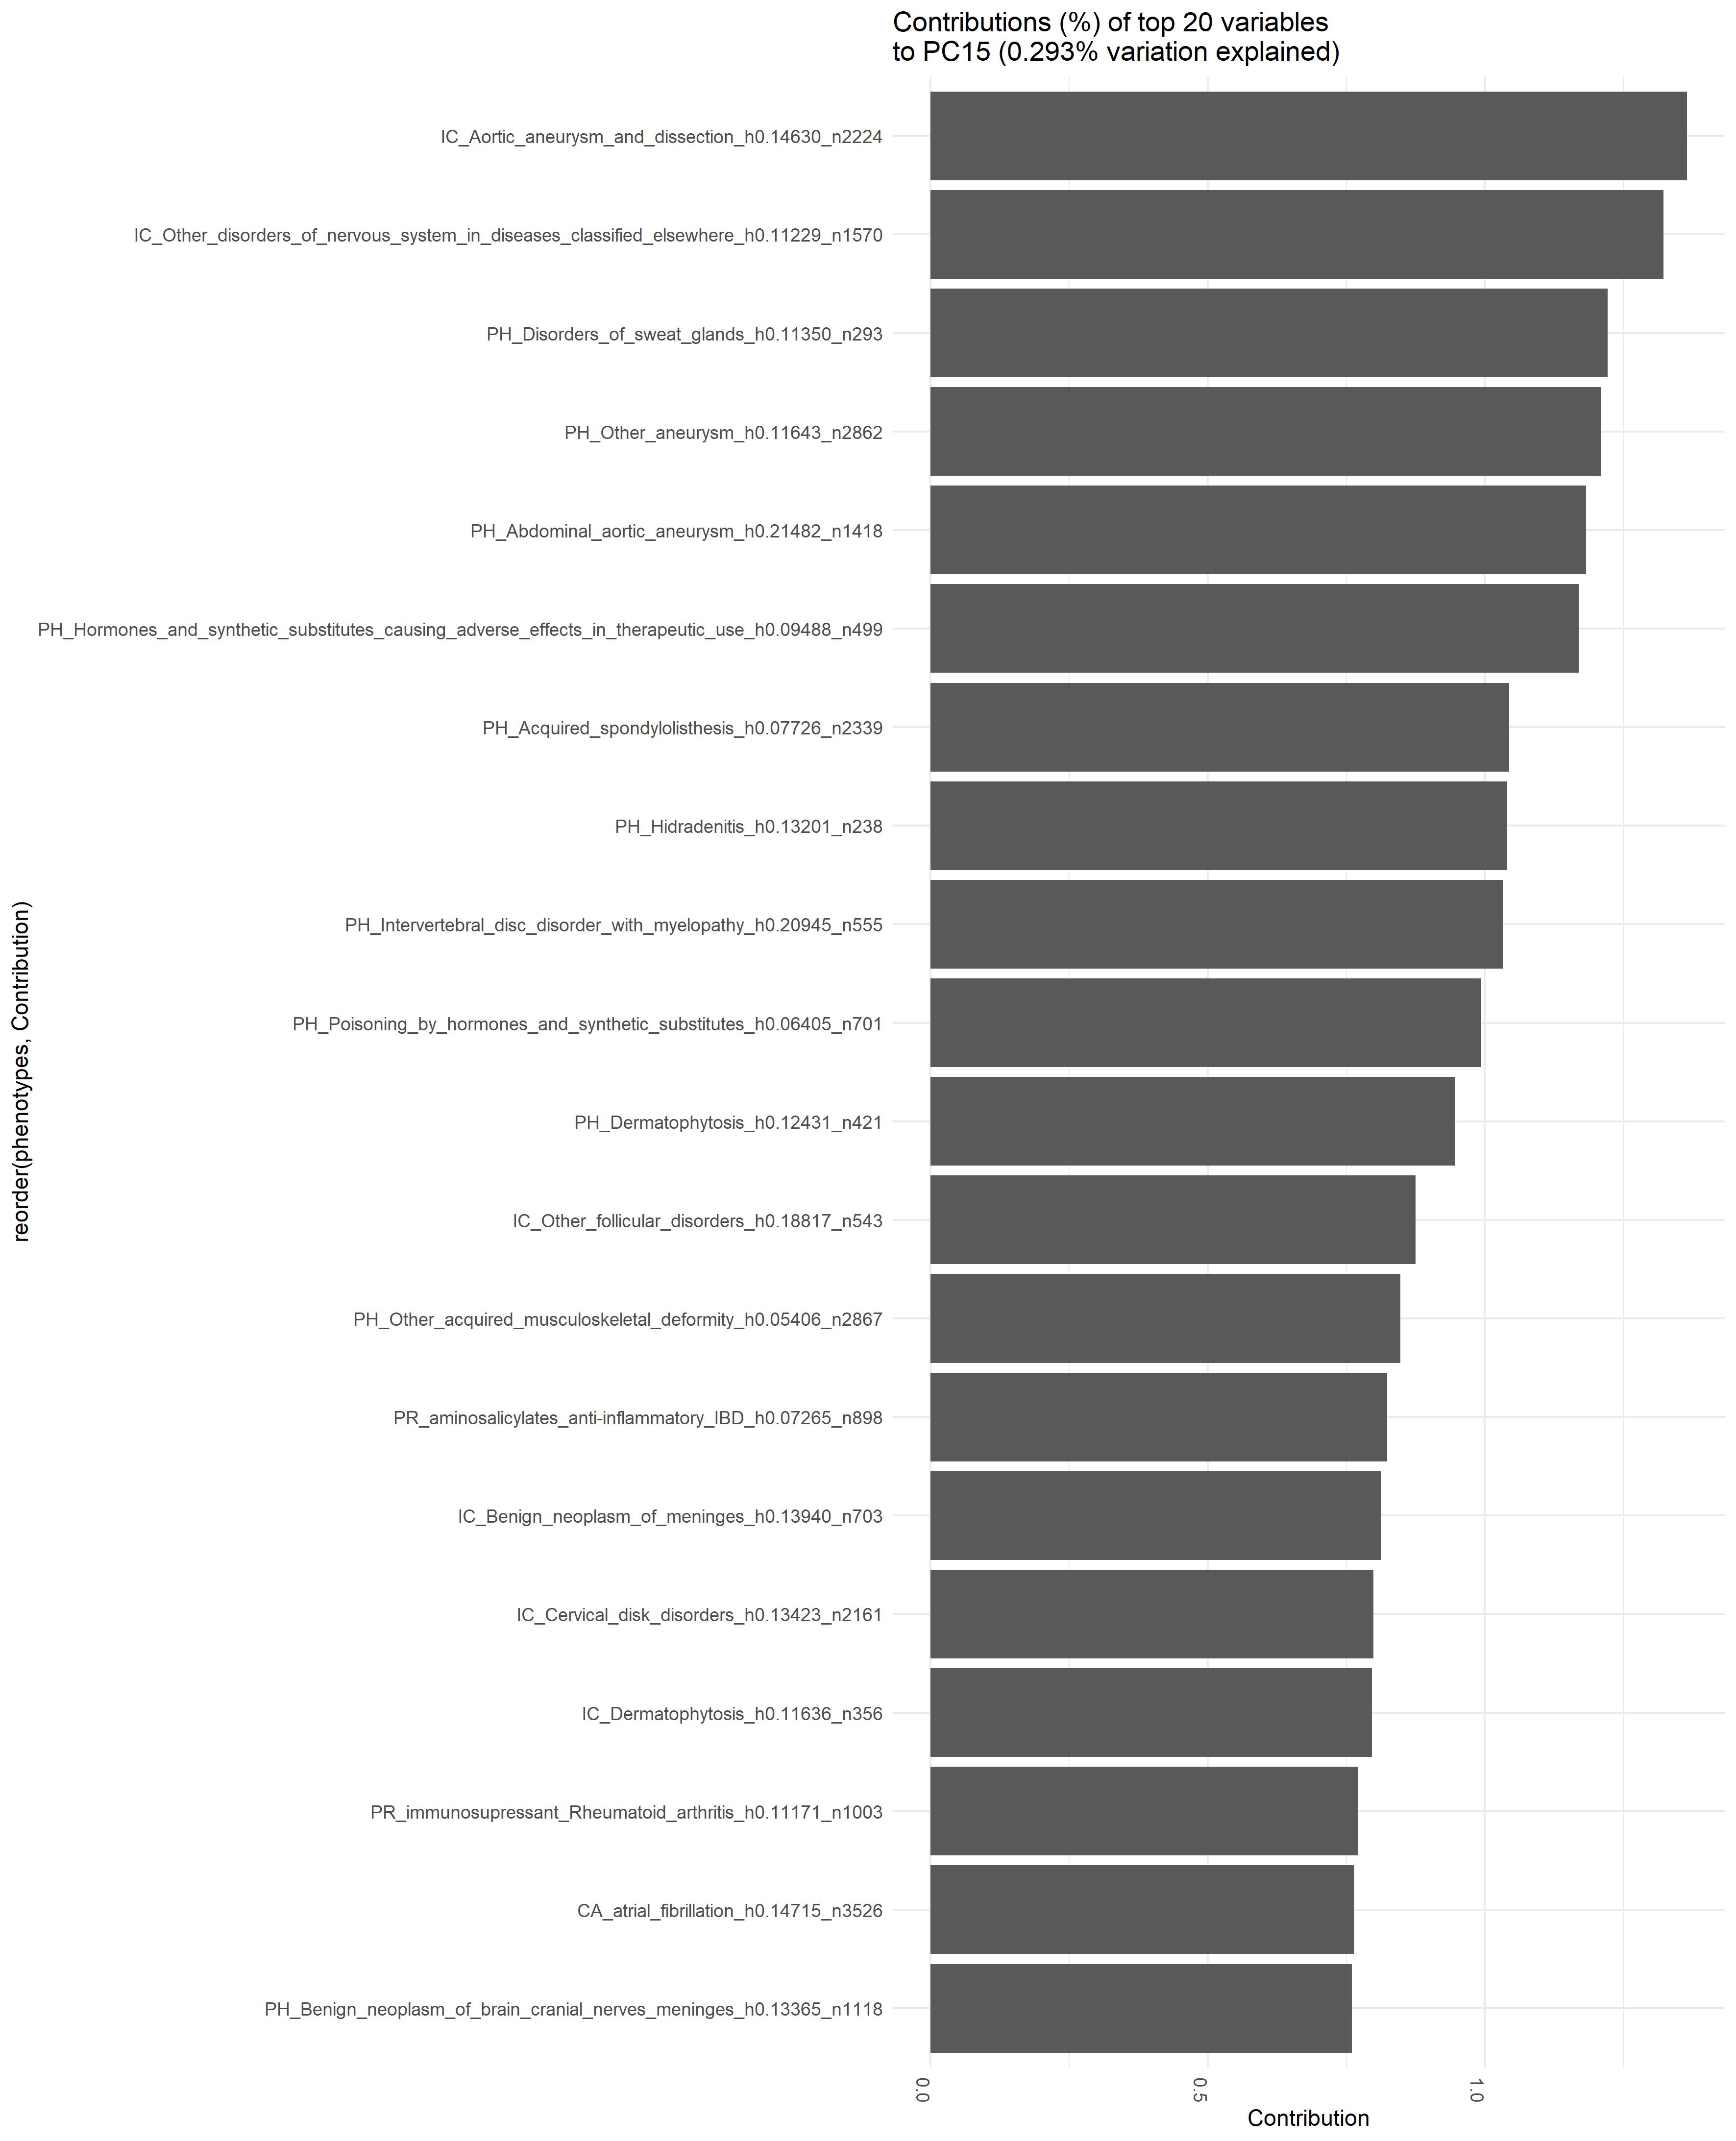 Contributions (%) of top 20 variables
to PC15 (0.293% variation explained)
IC_Aortic_aneurysm_and_dissection_h0.14630_n2224
IC_Other_disorders_of_nervous_system_in_diseases_classified_elsewhere_h0.11229_n1570
PH_Disorders_of_sweat_glands_h0.11350_n293
PH_Other_aneurysm_h0.11643_n2862
PH_Abdominal_aortic_aneurysm_h0.21482_n1418
PH_Hormones_and_synthetic_substitutes_causing_adverse_effects_in_therapeutic_use_h0.09488_n499
PH_Acquired_spondylolisthesis_h0.07726_n2339
PH_Hidradenitis_h0.13201_n238
PH_Intervertebral_disc_disorder_with_myelopathy_h0.20945_n555
PH_Poisoning_by_hormones_and_synthetic_substitutes_h0.06405_n701
PH_Dermatophytosis_h0.12431_n421
IC_Other_follicular_disorders_h0.18817_n543
PH_Other_acquired_musculoskeletal_deformity_h0.05406_n2867
PR_aminosalicylates_anti-inflammatory_IBD_h0.07265_n898
IC_Benign_neoplasm_of_meninges_h0.13940_n703
IC_Cervical_disk_disorders_h0.13423_n2161
IC_Dermatophytosis_h0.11636_n356
PR_immunosupressant_Rheumatoid_arthritis_h0.11171_n1003
CA_atrial_fibrillation_h0.14715_n3526
PH_Benign_neoplasm_of_brain_cranial_nerves_meninges_h0.13365_n1118
reorder(phenotypes, Contribution)
0.0
0.5
1.0
Contribution